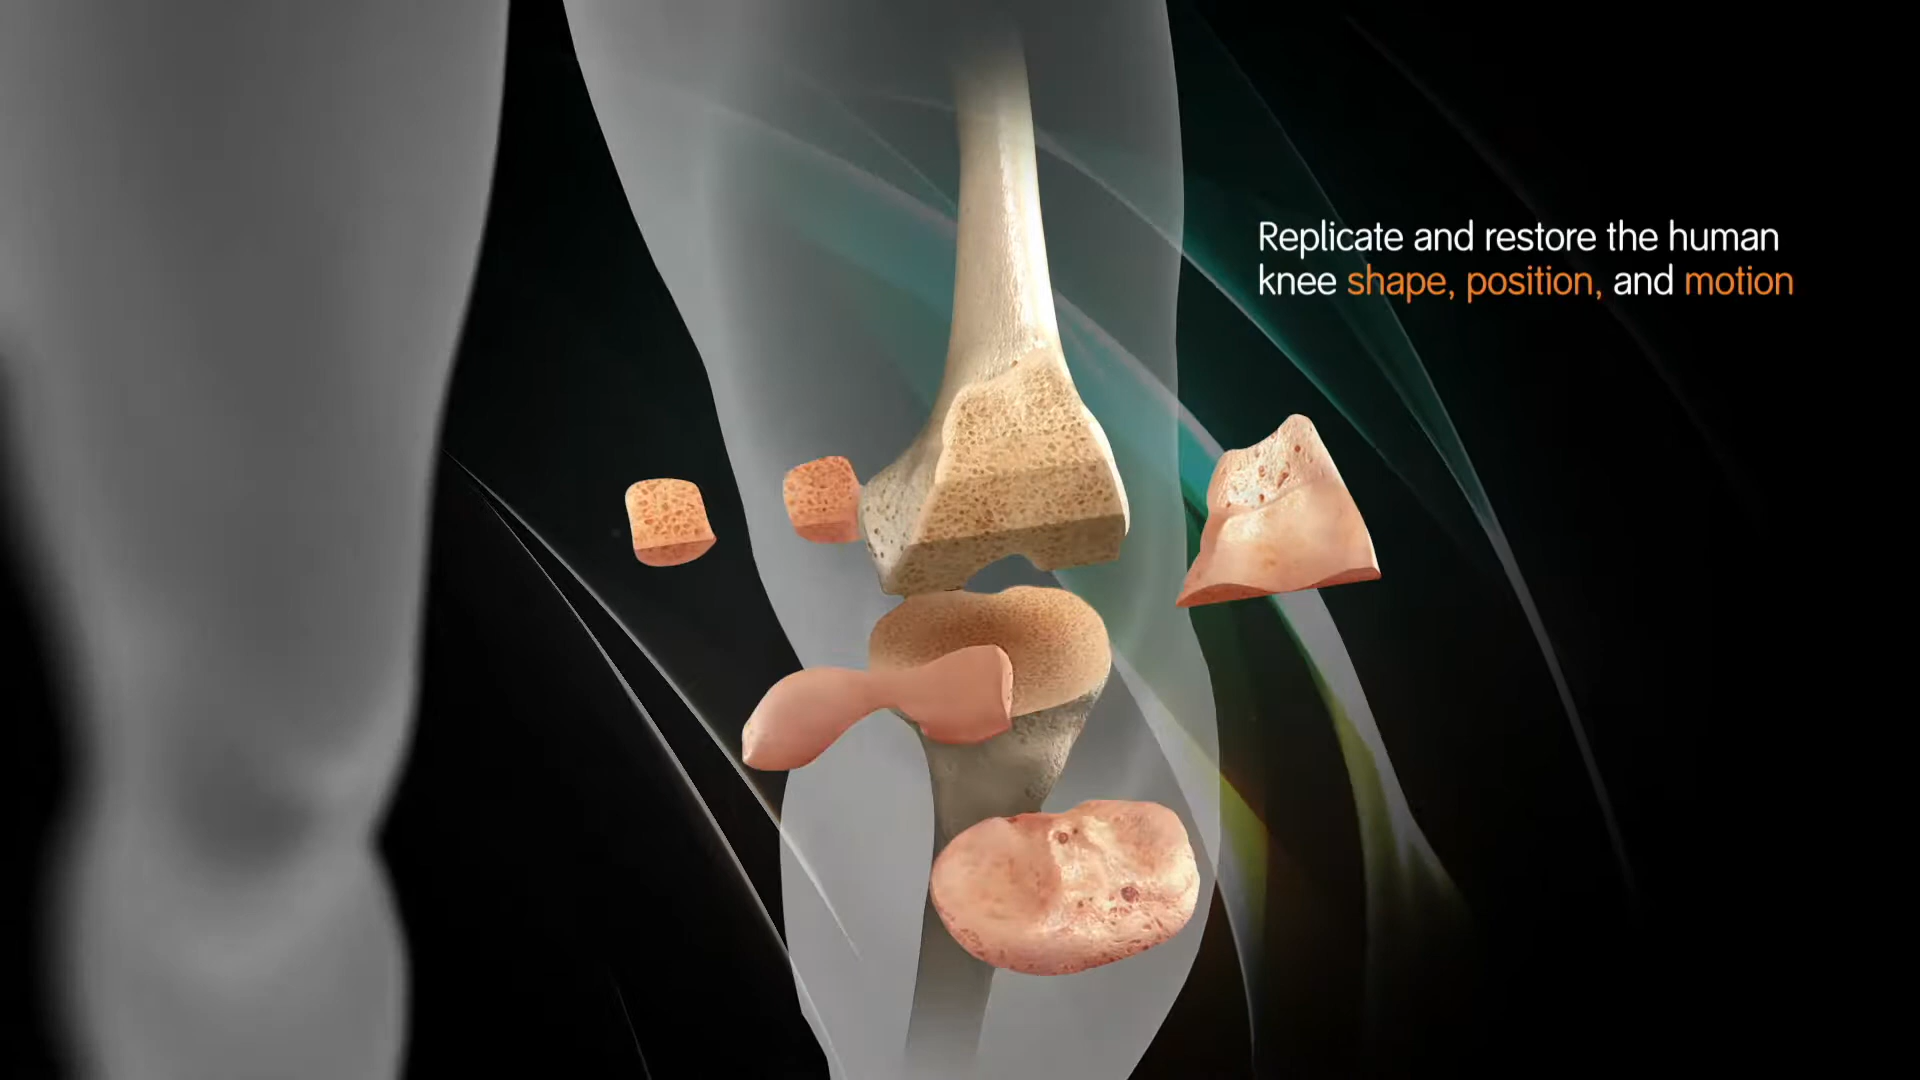 Replicate and restore the human
knee shape, position, and motion